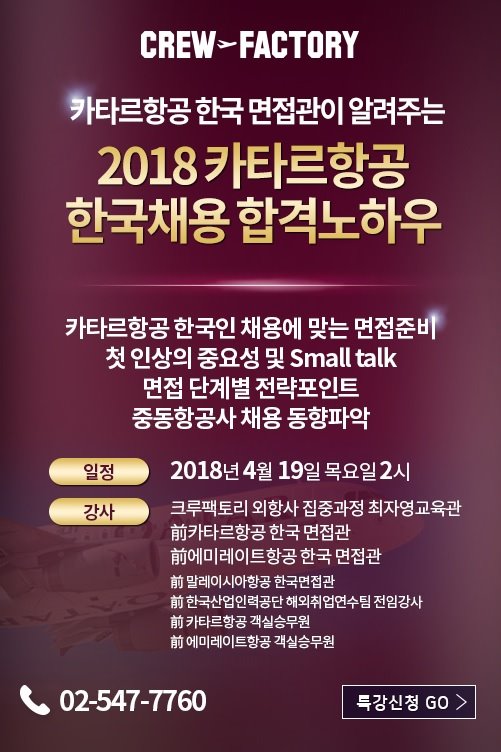 CREW FACTORY
카타르항공 한국 면접관이 알려주는
2018 카타르항공
한국채용 합격노하우
카타르항공 한국인 채용에 맞는 면접준비
첫 인상의 중요성 및 Small talk
면접 단계별 전략포인트
중동항공사 채용 동향파악
일정 2018년 4월 19일 목요일 2시
강사 크루팩토리 외항사 집중과정 최자영교육관
前카타르항공 한국 면접관
前에미레이트항공 한국 면접관
前 말레이시아항공 한국면접관
前 한국산업인력공단 해외취업연수팀 전임강사
前 카타르항공 객실승무원
前 에미레이트항공 객실승무원
02-547-7760 특강신청 GO >